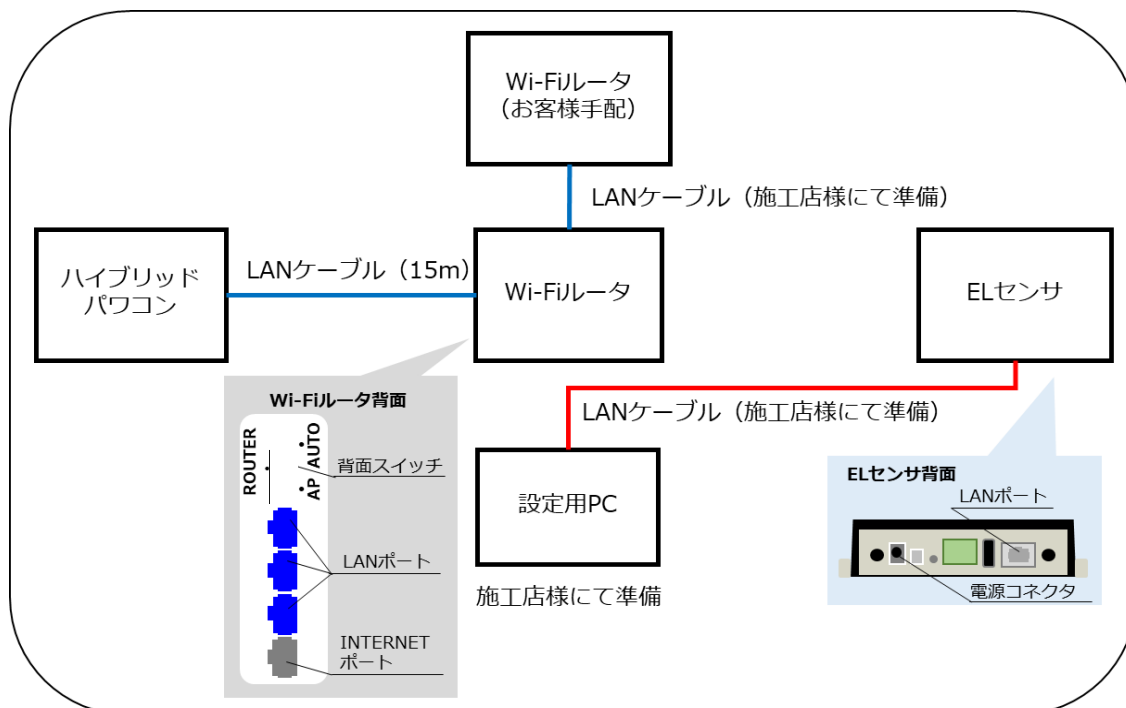 Wi-Fiルータ
（お客様手配）
LANケーブル（施工店様にて準備）
ハイブリッド
パワコン
LANケーブル（15m）
Wi-Fiルータ
ELセンサ
LANケーブル（施工店様にて準備）
Wi-Fiルータ背面
ROUTER
AP AUTO
背面スイッチ
LANポート
INTERNET
ポート
設定用PC
施工店様にて準備
ELセンサ背面
LANポート
電源コネクタ